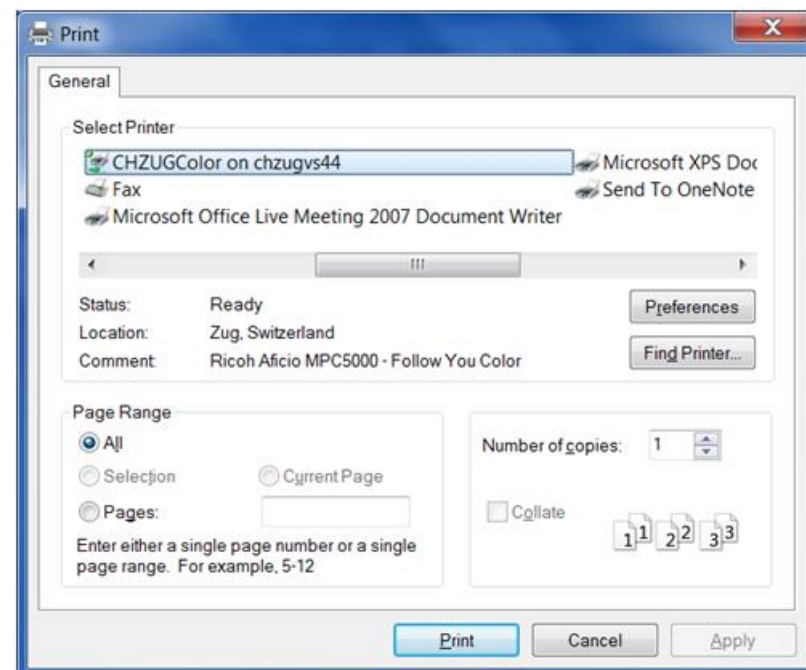 Print
General
Select Printer
CHZUGColor on chzugvs44
Microsoft XPS Doc
Fax
Send To OneNote
Microsoft Office Live Meeting 2007 Document Writer
Status: Ready
Preferences
Location: Zug, Switzerland
Comment: Ricoh Aficio MPC5000 - Follow You Color
Find Printer...
Page Range
All
Number of copies: 1
Selection Current Page
Pages:
Collate
1 1 2 2 3 3
Enter either a single page number or a single
page range. For example, 5-12
Print Cancel Apply